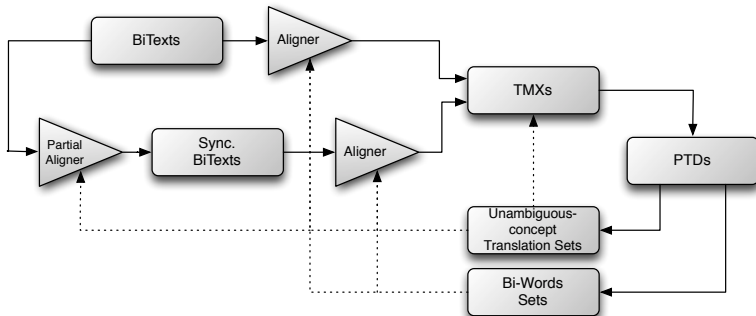 BiTexts
Aligner
TMXs
Partial
Aligner
Sync.
BiTexts
Aligner
PTDs
Unambiguous-
concept
Translation Sets
Bi-Words
Sets